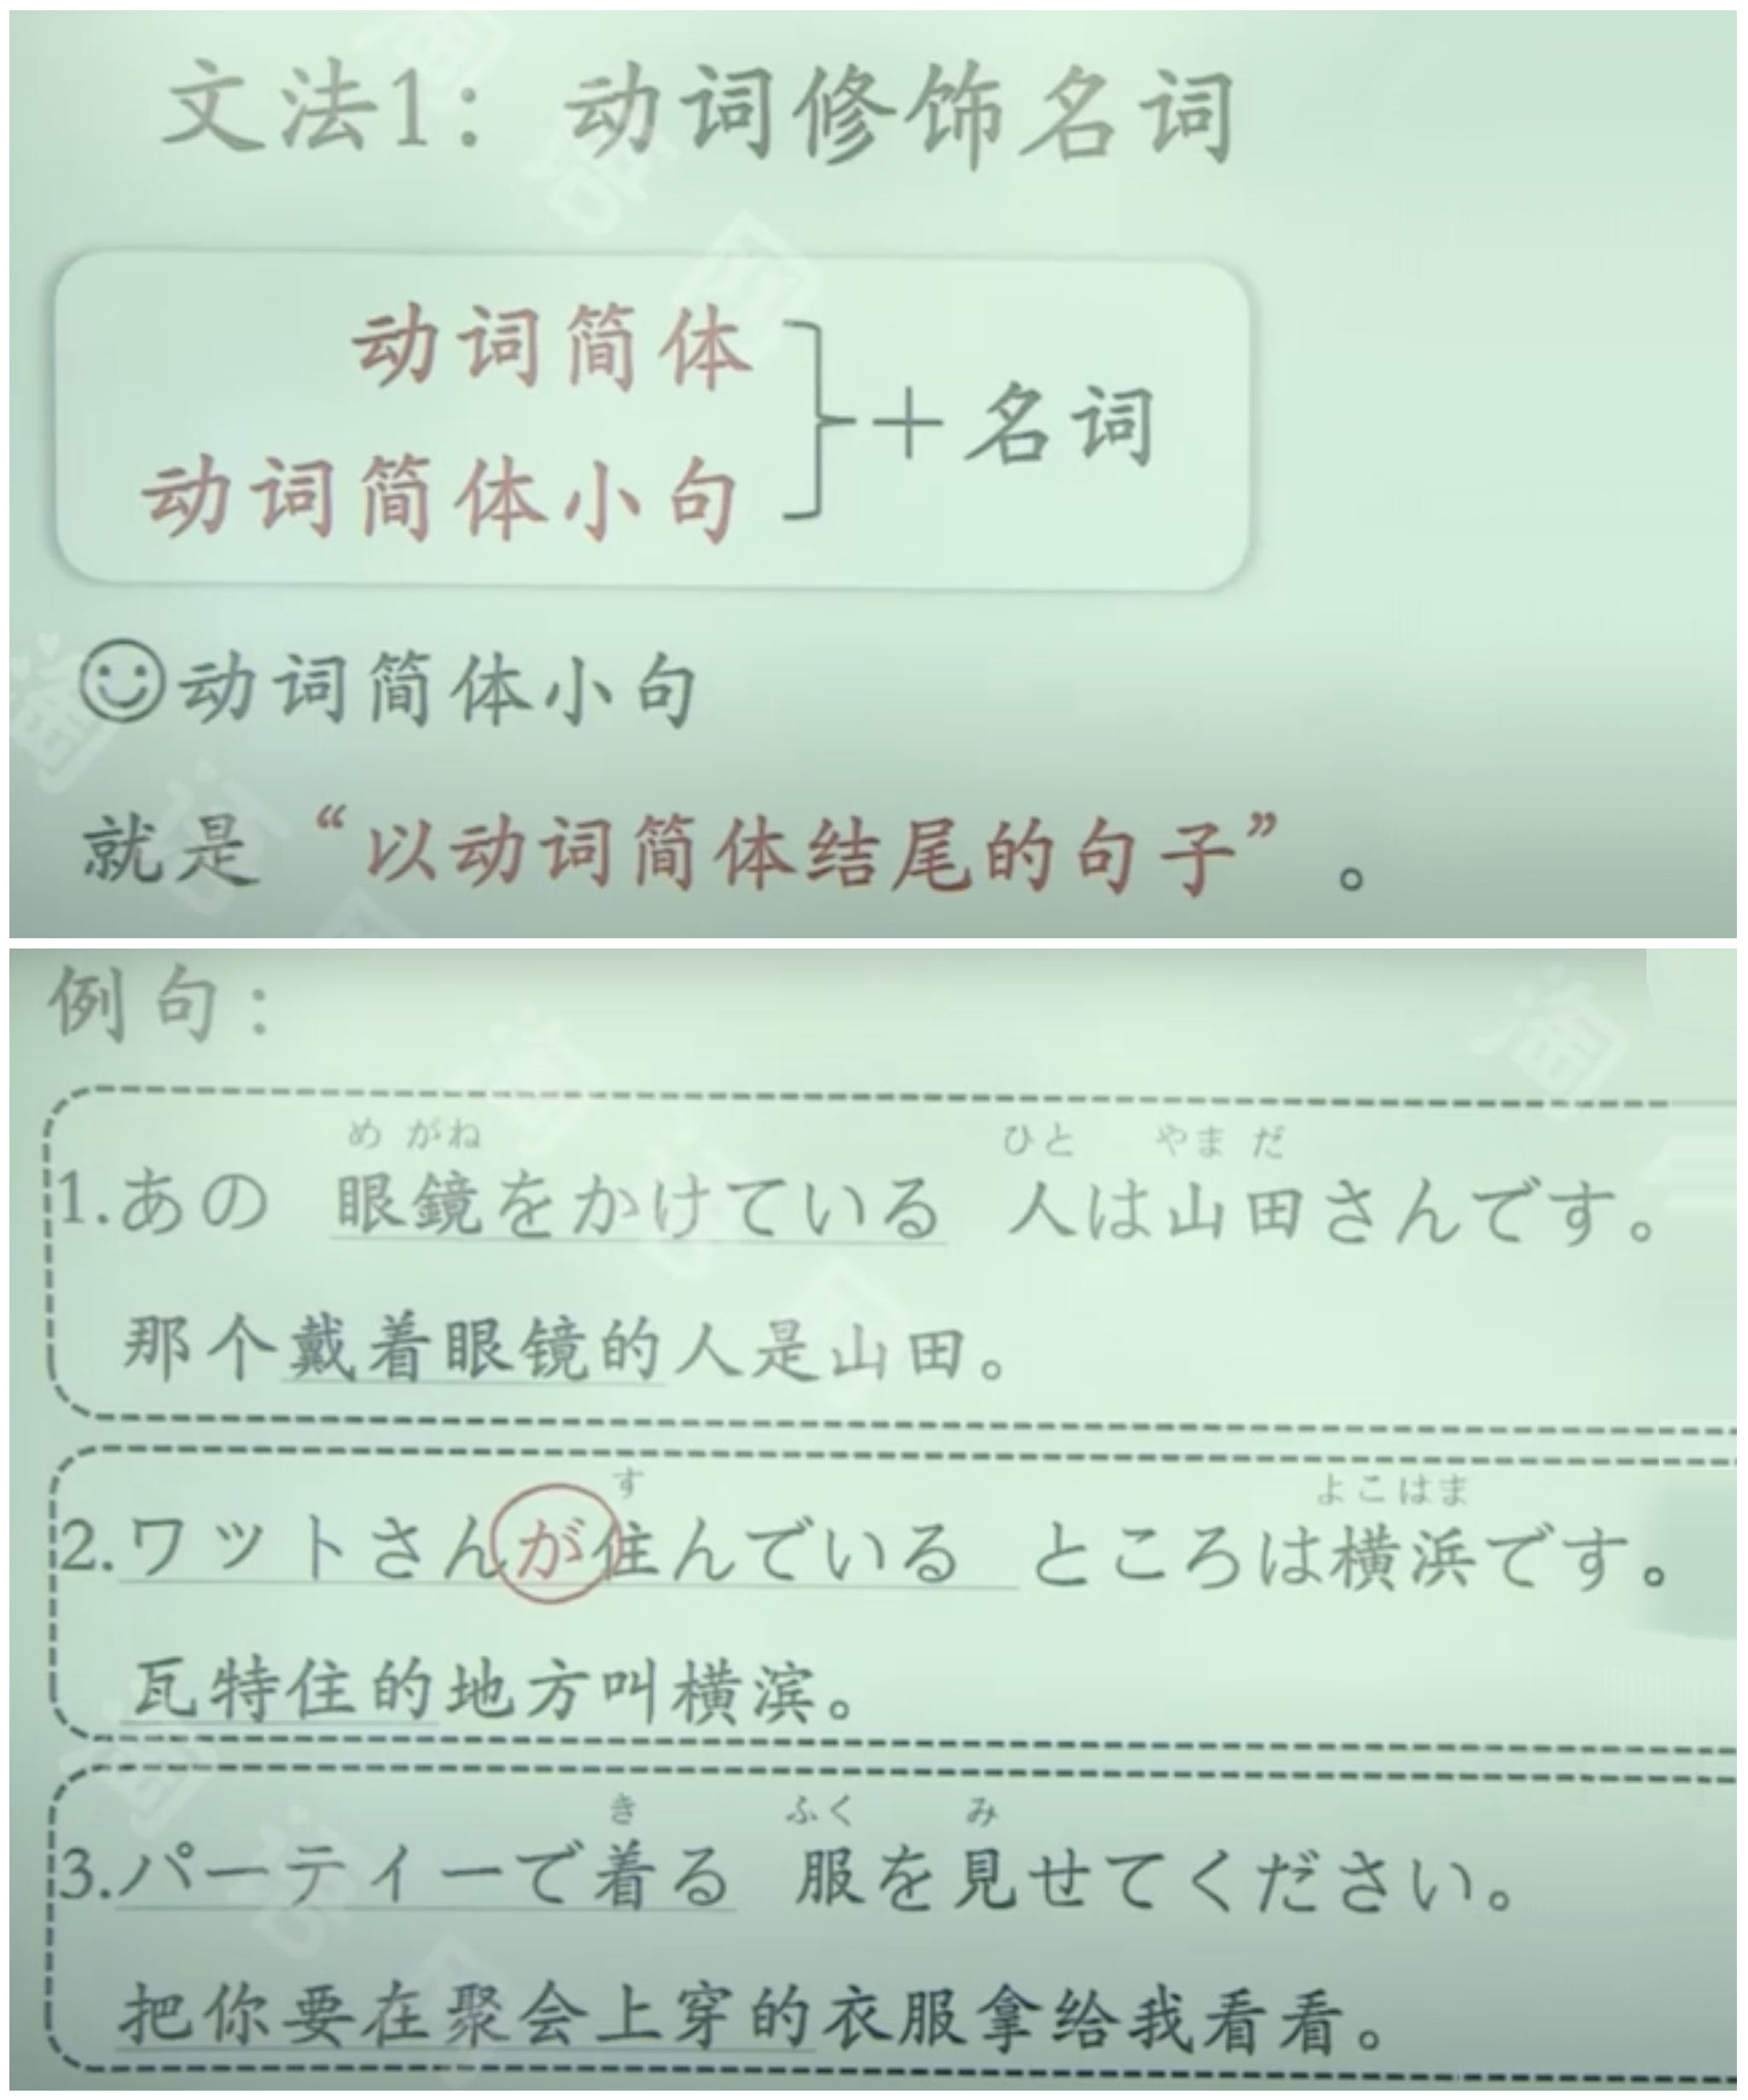 文法1：动词修饰名词
动词简体
动词简体小句
＋名词
☺动词简体小句
就是“以动词简体结尾的句子”。
例句：
め がね ひと やま だ
1.あの 眼鏡をかけている 人は山田さんです。
那个戴着眼镜的人是山田。
す よこはま
2.ワットさんが住んでいる ところは横浜です。
瓦特住的地方叫横滨。
き ふく み
3.パーティーで着る 服を見せてください。
把你要在聚会上穿的衣服拿给我看看。